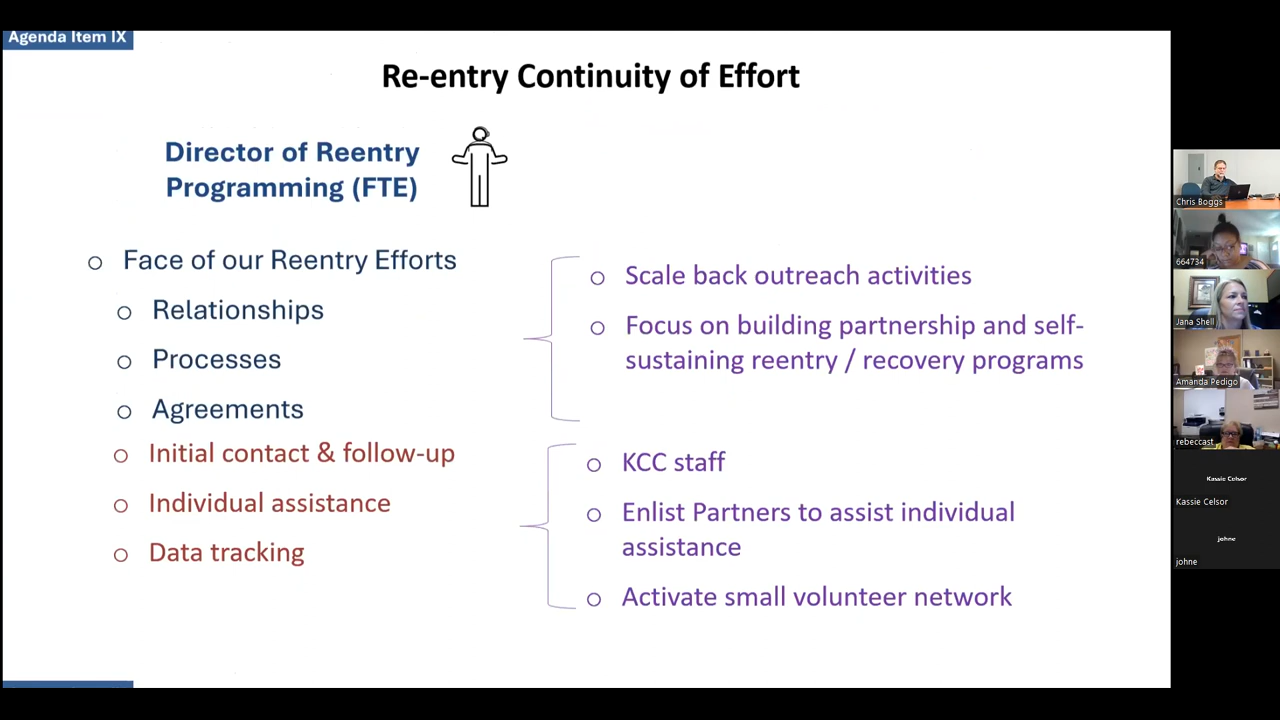 Agenda Item IX
Re-entry Continuity of Effort
Director of Reentry
Programming (FTE)
Face of our Reentry Efforts
Relationships
Processes
Agreements
Initial contact & follow-up
Individual assistance
Data tracking
Scale back outreach activities
Focus on building partnership and self-
sustaining reentry / recovery programs
KCC staff
Enlist Partners to assist individual
assistance
Activate small volunteer network
Chris Boggs
664734
Jana Shell
Amanda Pedigo
rebeccast
Kassie Celsor
Kassie Celsor
johne
johne